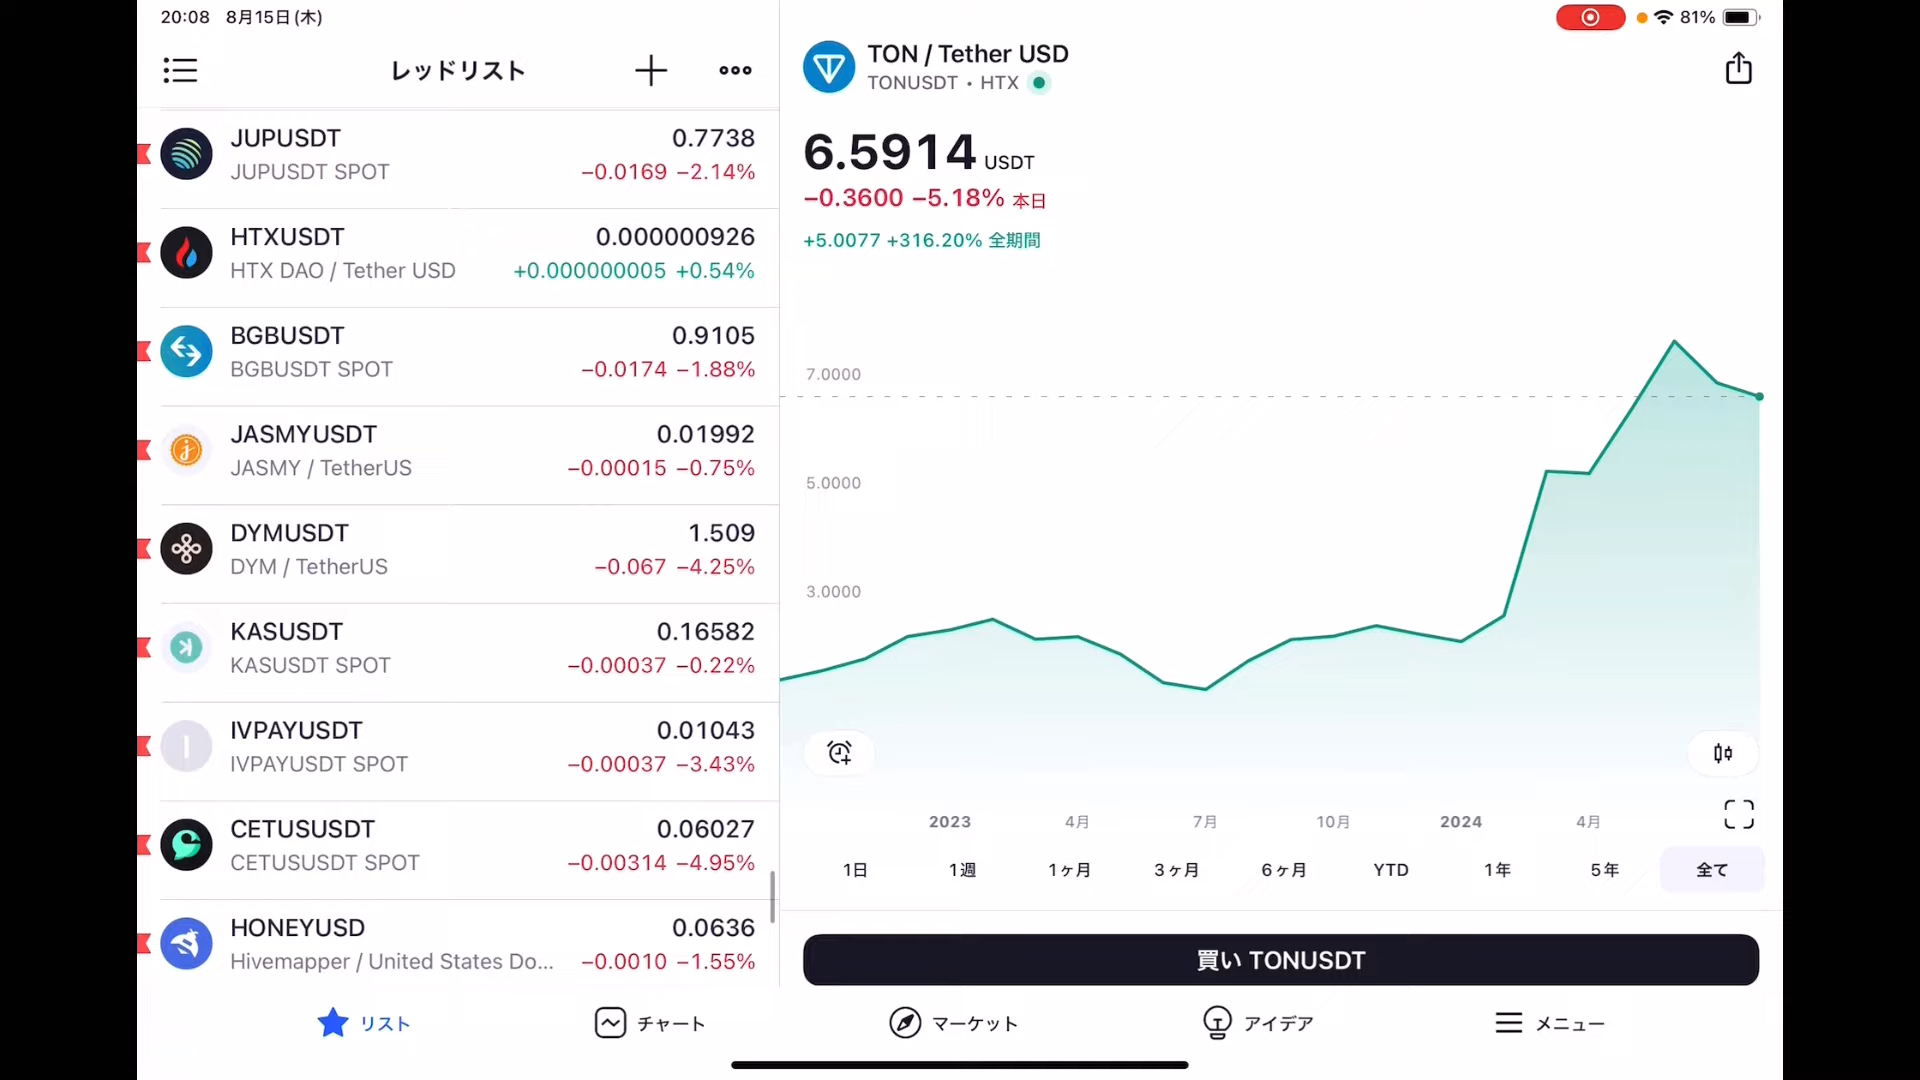 20:08 8月15日(木)
81%
レッドリスト
JUPUSDT 0.7738
JUPUSDT SPOT −0.0169 −2.14%
HTXUSDT 0.000000926
HTX DAO / Tether USD +0.000000005 +0.54%
BGBUSDT 0.9105
BGBUSDT SPOT −0.0174 −1.88%
JASMYUSDT 0.01992
JASMY / TetherUS −0.00015 −0.75%
DYMUSDT 1.509
DYM / TetherUS −0.067 −4.25%
KASUSDT 0.16582
KASUSDT SPOT −0.00037 −0.22%
IVPAYUSDT 0.01043
IVPAYUSDT SPOT −0.00037 −3.43%
CETUSUSDT 0.06027
CETUSUSDT SPOT −0.00314 −4.95%
HONEYUSD 0.0636
Hivemapper / United States Do... −0.0010 −1.55%
TON / Tether USD
TONUSDT • HTX
6.5914 USDT
−0.3600 −5.18% 本日
+5.0077 +316.20% 全期間
7.0000
5.0000
3.0000
2023 4月 7月 10月 2024 4月
1日 1週 1ヶ月 3ヶ月 6ヶ月 YTD 1年 5年 全て
買い TONUSDT
リスト チャート マーケット アイデア メニュー